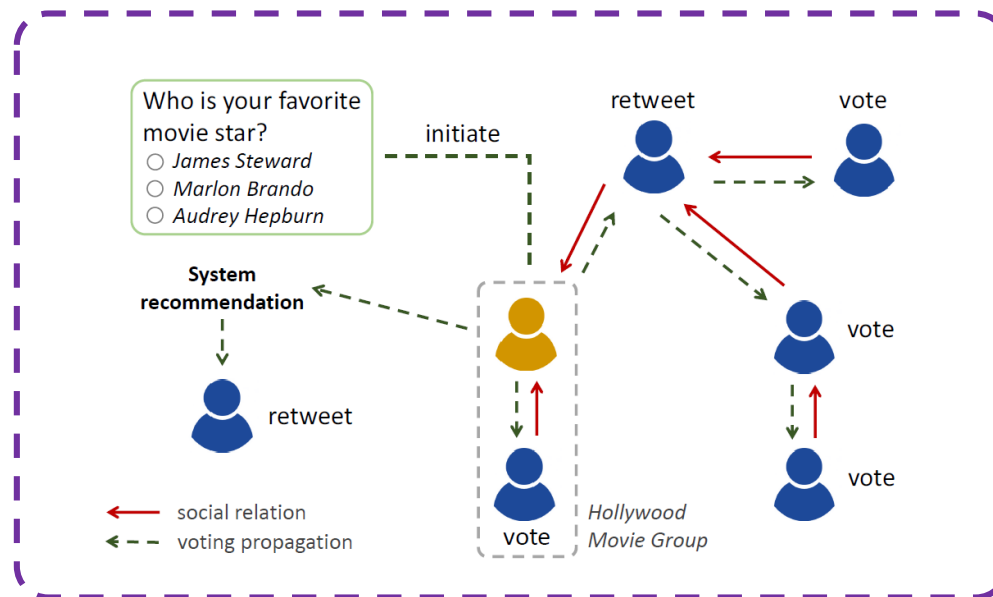 Who is your favorite
movie star?
James Steward
Marlon Brando
Audrey Hepburn
initiate
retweet
vote
System
recommendation
retweet
vote
vote
vote
Hollywood
Movie Group
social relation
voting propagation